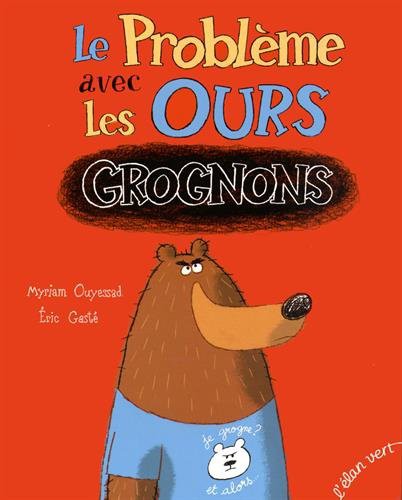 Le Problème
avec
les OURS
GROGNONS
Myriam Ouyessad
Éric Gasté
je grogne?
et alors...
l'élan vert